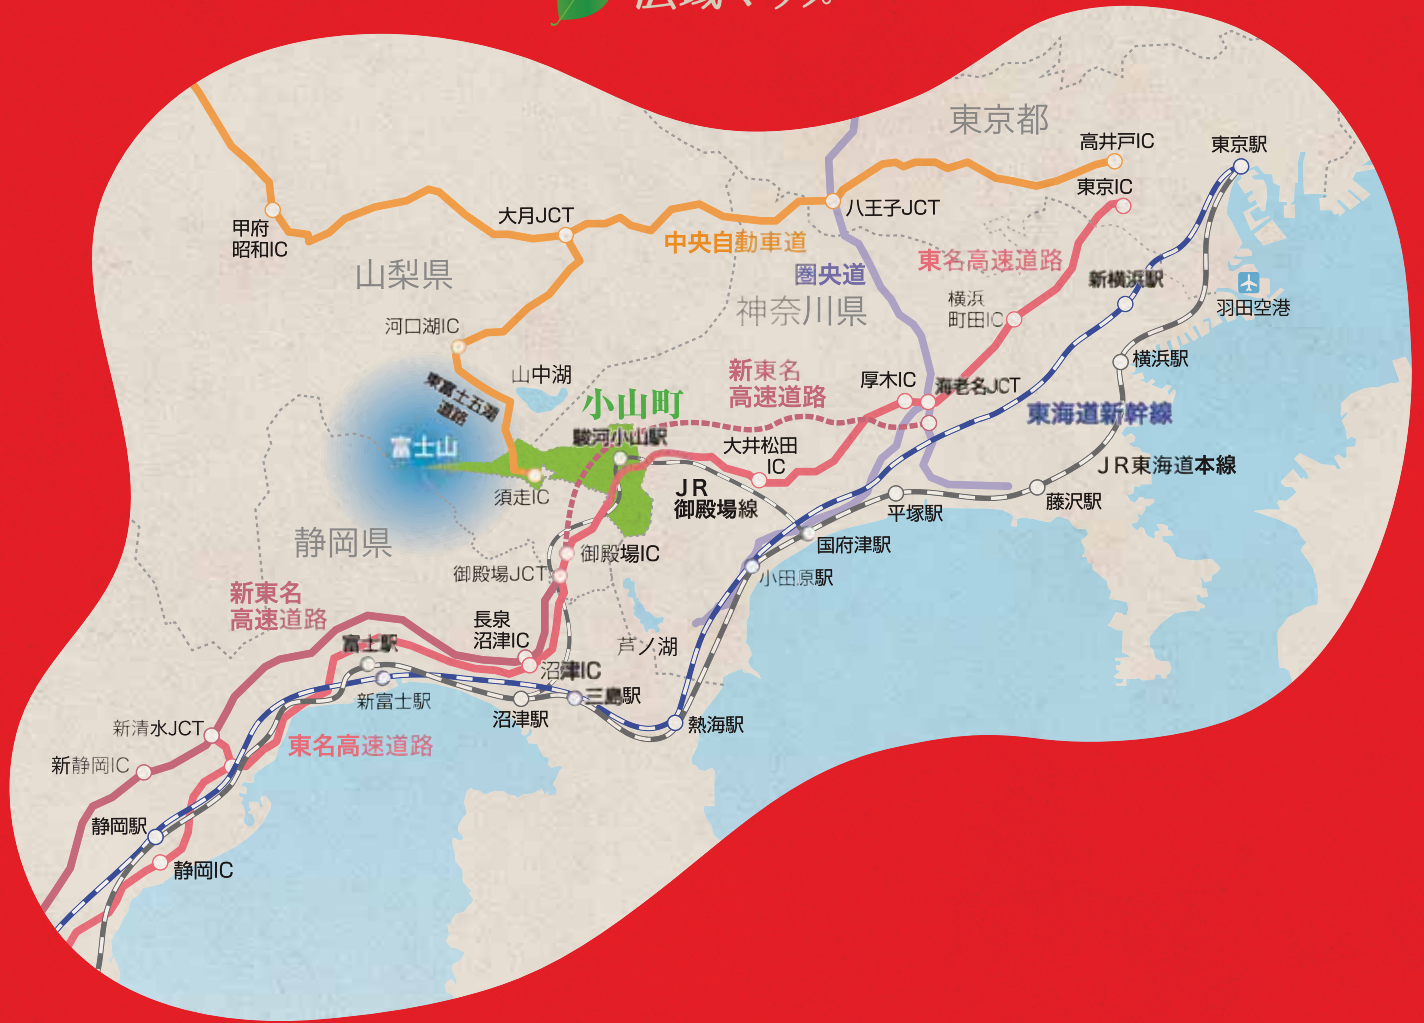 広域マップ
東京都
高井戸IC
東京駅
東京IC
八王子JCT
大月JCT
甲府
昭和IC
中央自動車道
東名高速道路
圏央道
山梨県
新横浜駅
横浜
町田IC
羽田空港
神奈川県
河口湖IC
横浜駅
新東名
高速道路
厚木IC
海老名JCT
山中湖
東富士五湖
道路
小山町
東海道新幹線
駿河小山駅
富士山
大井松田
IC
JR東海道本線
須走IC
JR
御殿場線
藤沢駅
平塚駅
静岡県
国府津駅
御殿場IC
御殿場JCT
小田原駅
新東名
高速道路
長泉
沼津IC
富士駅
芦ノ湖
沼津IC
新富士駅
三島駅
沼津駅
熱海駅
新清水JCT
東名高速道路
新静岡IC
静岡駅
静岡IC